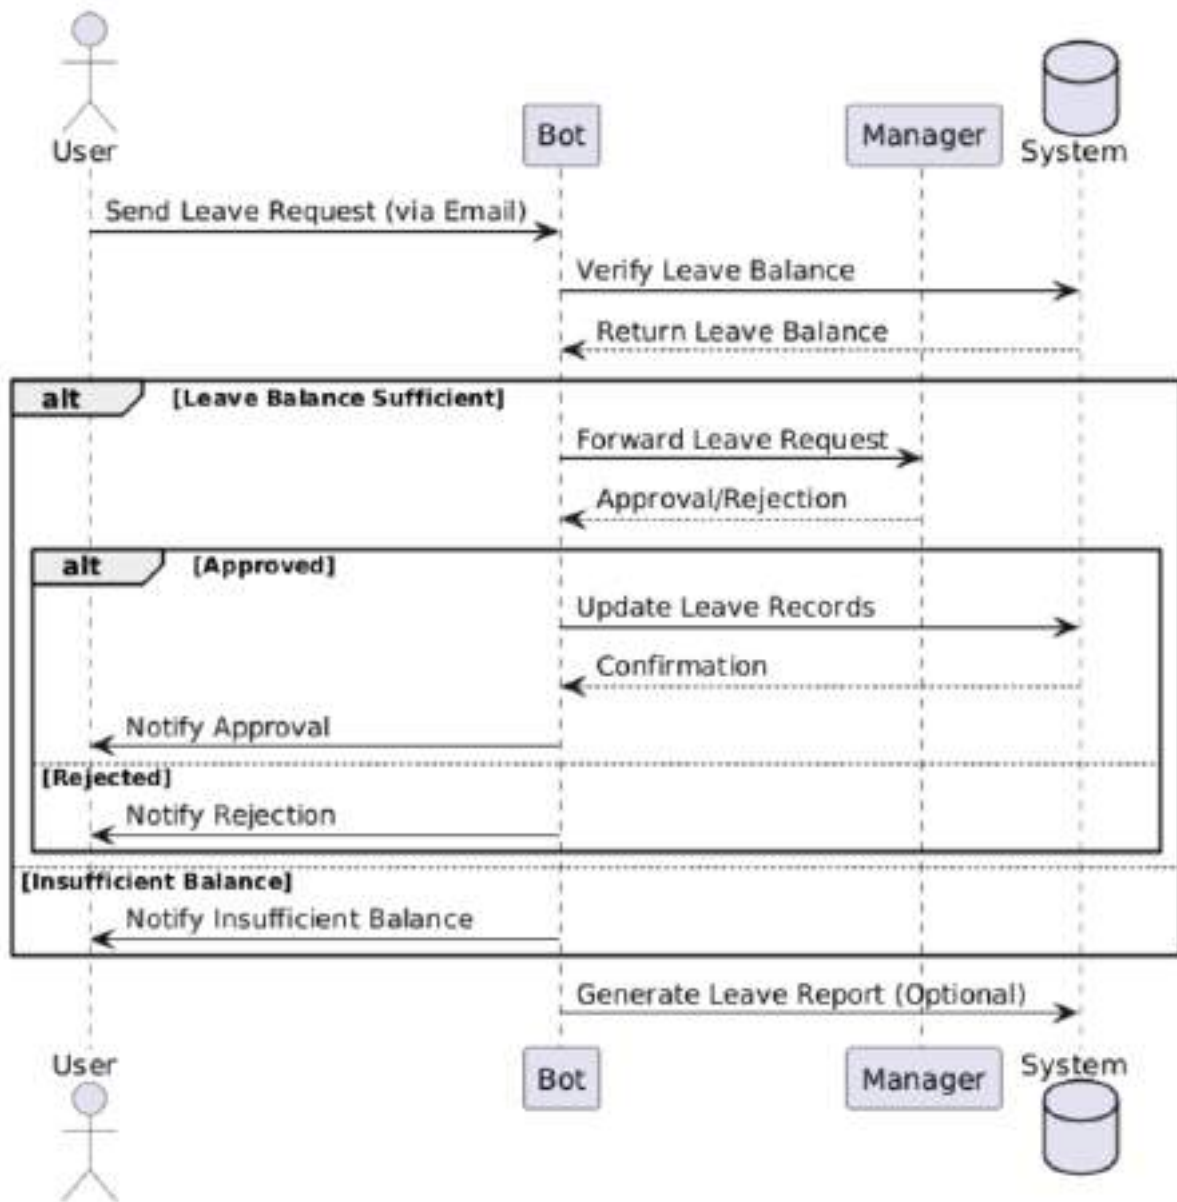 User
Bot
Manager
System
Send Leave Request (via Email)
Verify Leave Balance
Return Leave Balance
alt [Leave Balance Sufficient]
Forward Leave Request
Approval/Rejection
alt [Approved]
Update Leave Records
Confirmation
Notify Approval
[Rejected]
Notify Rejection
[Insufficient Balance]
Notify Insufficient Balance
Generate Leave Report (Optional)
User
Bot
Manager
System